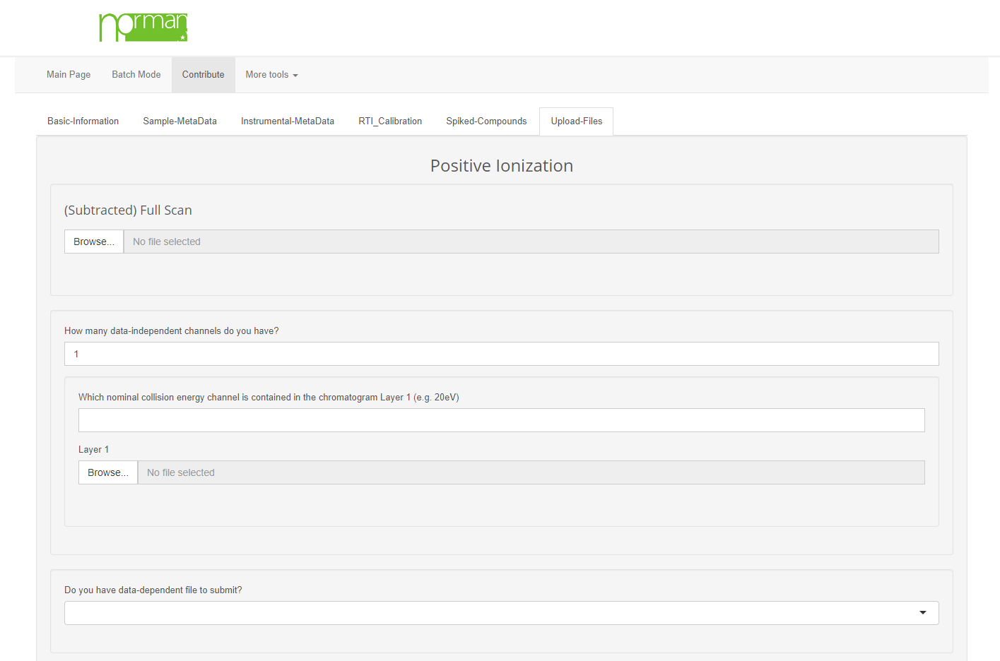 norman
Main Page Batch Mode Contribute More tools
Basic-Information Sample-MetaData Instrumental-MetaData RTI_Calibration Spiked-Compounds Upload-Files
Positive Ionization
(Subtracted) Full Scan
Browse... No file selected
How many data-independent channels do you have?
1
Which nominal collision energy channel is contained in the chromatogram Layer 1 (e.g. 20eV)
Layer 1
Browse... No file selected
Do you have data-dependent file to submit?